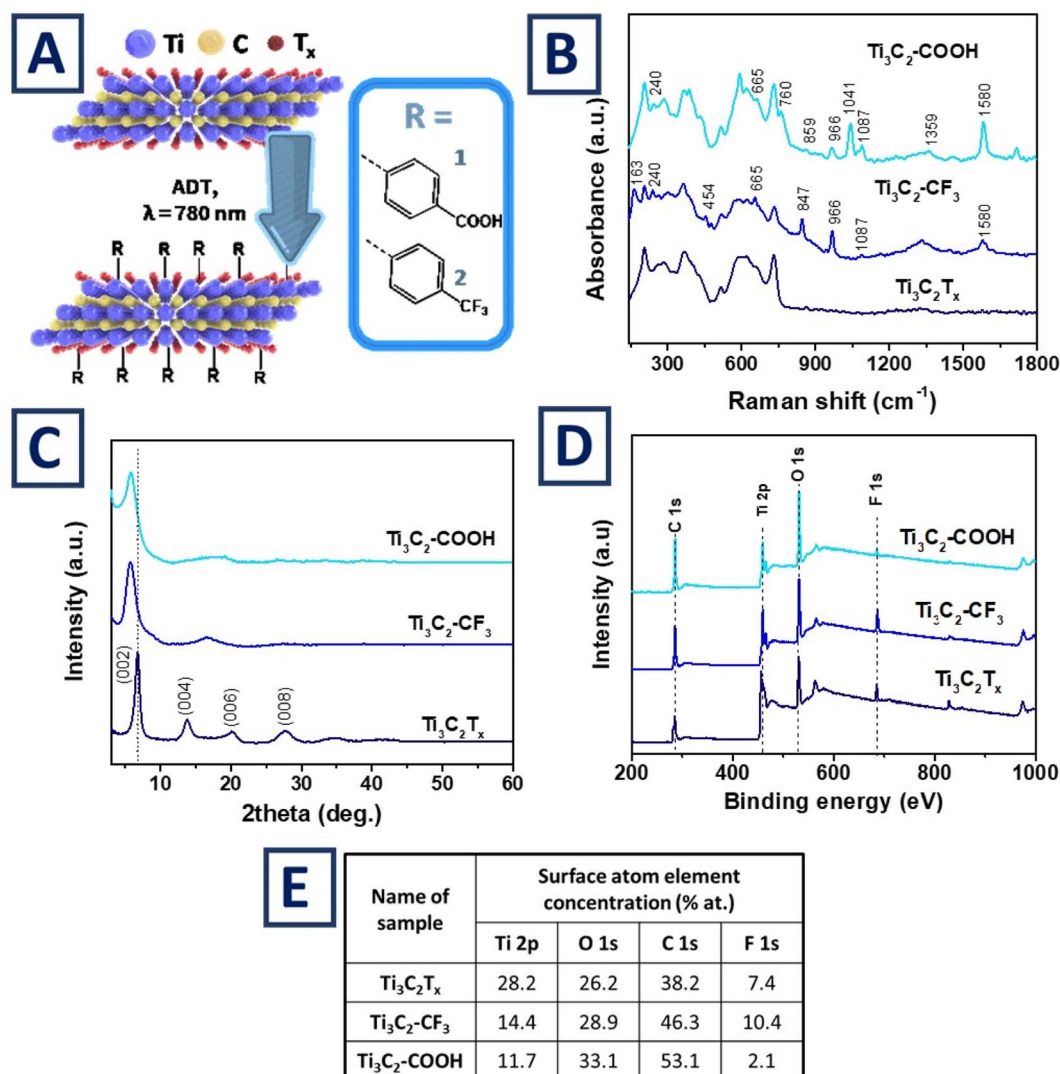 A
Ti C Tₓ
ADT,
λ = 780 nm
R R R R
R R R R R
R =
1
COOH
2
CF₃
B
Ti₃C₂-COOH
240
665
760
859
966
1041
1087
1359
1580
Ti₃C₂-CF₃
163
240
454
665
847
966
1087
1580
Ti₃C₂Tₓ
Absorbance (a.u.)
300 600 900 1200 1500 1800
Raman shift (cm⁻¹)
C
Ti₃C₂-COOH
Ti₃C₂-CF₃
(002)
(004)
(006)
(008)
Ti₃C₂Tₓ
Intensity (a.u.)
10 20 30 40 50 60
2theta (deg.)
D
C 1s
Ti 2p
O 1s
F 1s
Ti₃C₂-COOH
Ti₃C₂-CF₃
Ti₃C₂Tₓ
Intensity (a.u)
200 400 600 800 1000
Binding energy (eV)
E
Name of
sample
Surface atom element
concentration (% at.)
Ti 2p O 1s C 1s F 1s
Ti₃C₂Tₓ 28.2 26.2 38.2 7.4
Ti₃C₂-CF₃ 14.4 28.9 46.3 10.4
Ti₃C₂-COOH 11.7 33.1 53.1 2.1